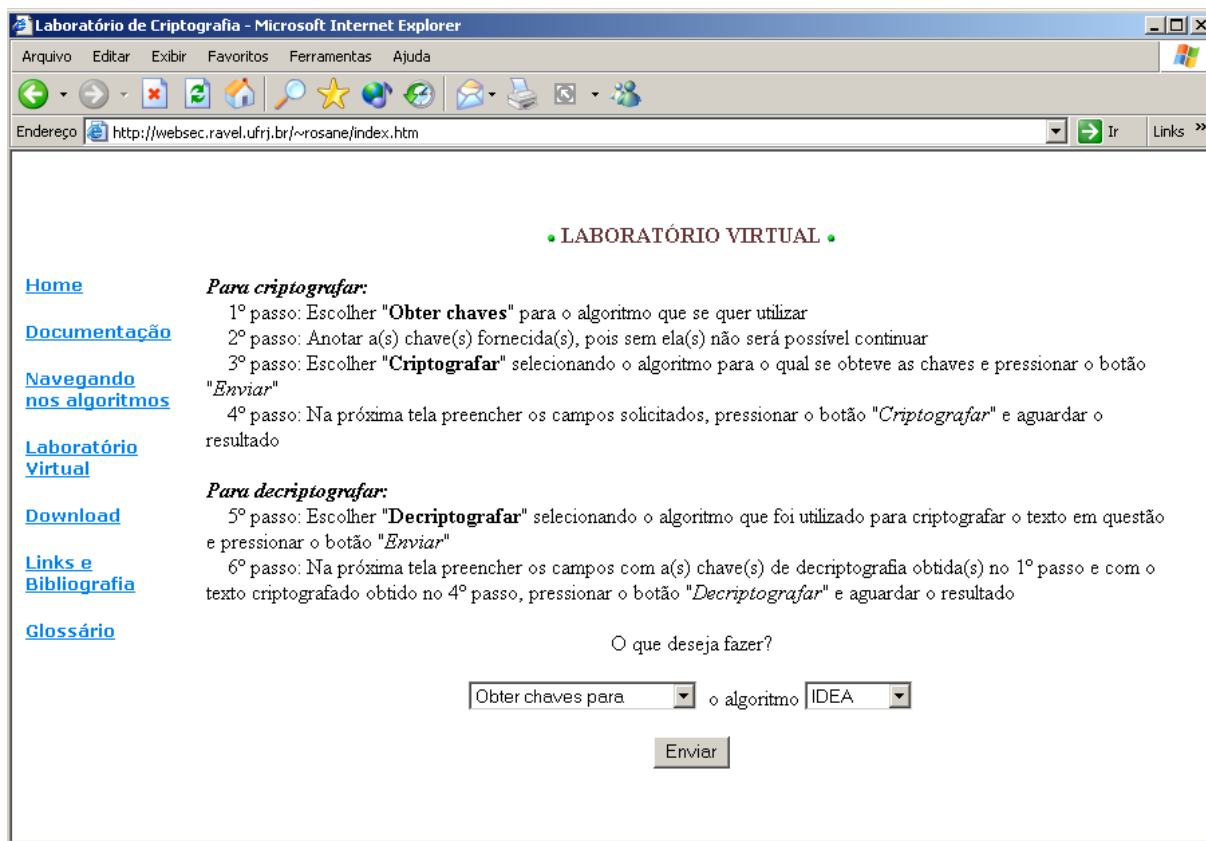 Laboratório de Criptografia - Microsoft Internet Explorer
Arquivo Editar Exibir Favoritos Ferramentas Ajuda
Endereço http://websec.ravel.ufrj.br/~rosane/index.htm Ir Links »
LABORATÓRIO VIRTUAL
Home
Documentação
Navegando
nos algoritmos
Laboratório
Virtual
Download
Links e
Bibliografia
Glossário
Para criptografar:
1º passo: Escolher "Obter chaves" para o algoritmo que se quer utilizar
2º passo: Anotar a(s) chave(s) fornecida(s), pois sem ela(s) não será possível continuar
3º passo: Escolher "Criptografar" selecionando o algoritmo para o qual se obteve as chaves e pressionar o botão
"Enviar"
4º passo: Na próxima tela preencher os campos solicitados, pressionar o botão "Criptografar" e aguardar o
resultado
Para decriptografar:
5º passo: Escolher "Decriptografar" selecionando o algoritmo que foi utilizado para criptografar o texto em questão
e pressionar o botão "Enviar"
6º passo: Na próxima tela preencher os campos com a(s) chave(s) de decriptografia obtida(s) no 1º passo e com o
texto criptografado obtido no 4º passo, pressionar o botão "Decriptografar" e aguardar o resultado
O que deseja fazer?
Obter chaves para o algoritmo IDEA
Enviar